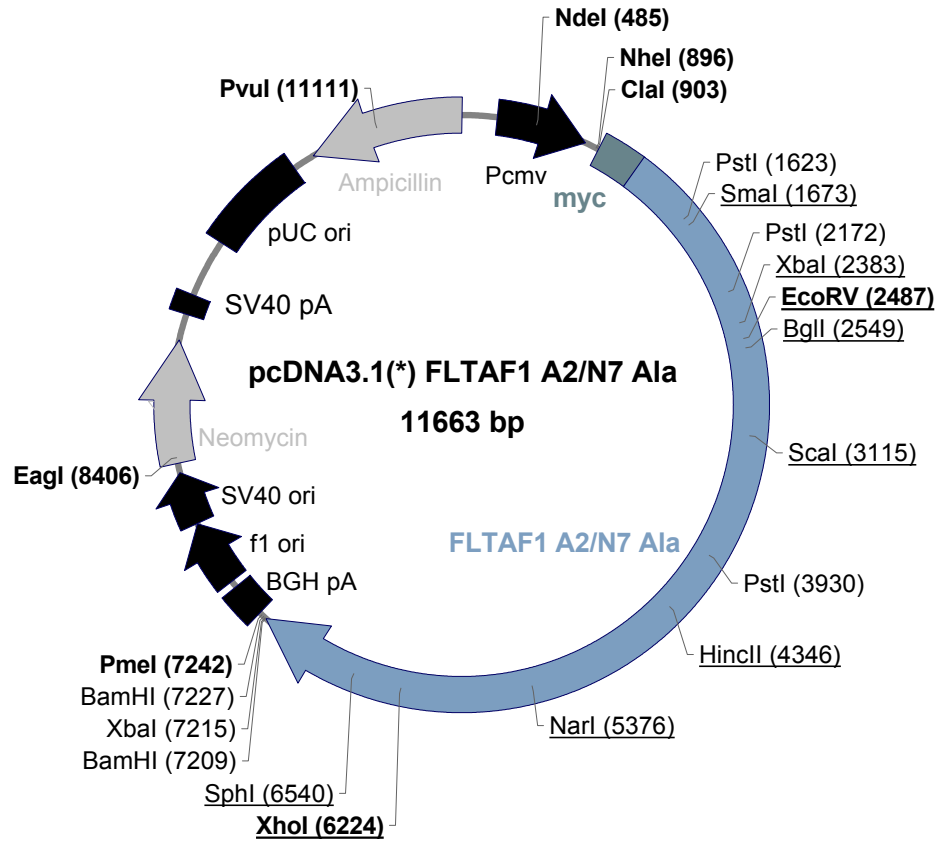 NdeI (485)
NheI (896)
ClaI (903)
PvuI (11111)
Ampicillin
Pcmv
myc
PstI (1623)
SmaI (1673)
pUC ori
PstI (2172)
XbaI (2383)
EcoRV (2487)
BglI (2549)
SV40 pA
pcDNA3.1(*) FLTAF1 A2/N7 Ala
11663 bp
Neomycin
ScaI (3115)
EagI (8406)
SV40 ori
f1 ori
FLTAF1 A2/N7 Ala
BGH pA
PstI (3930)
HincII (4346)
PmeI (7242)
BamHI (7227)
XbaI (7215)
BamHI (7209)
NarI (5376)
SphI (6540)
XhoI (6224)